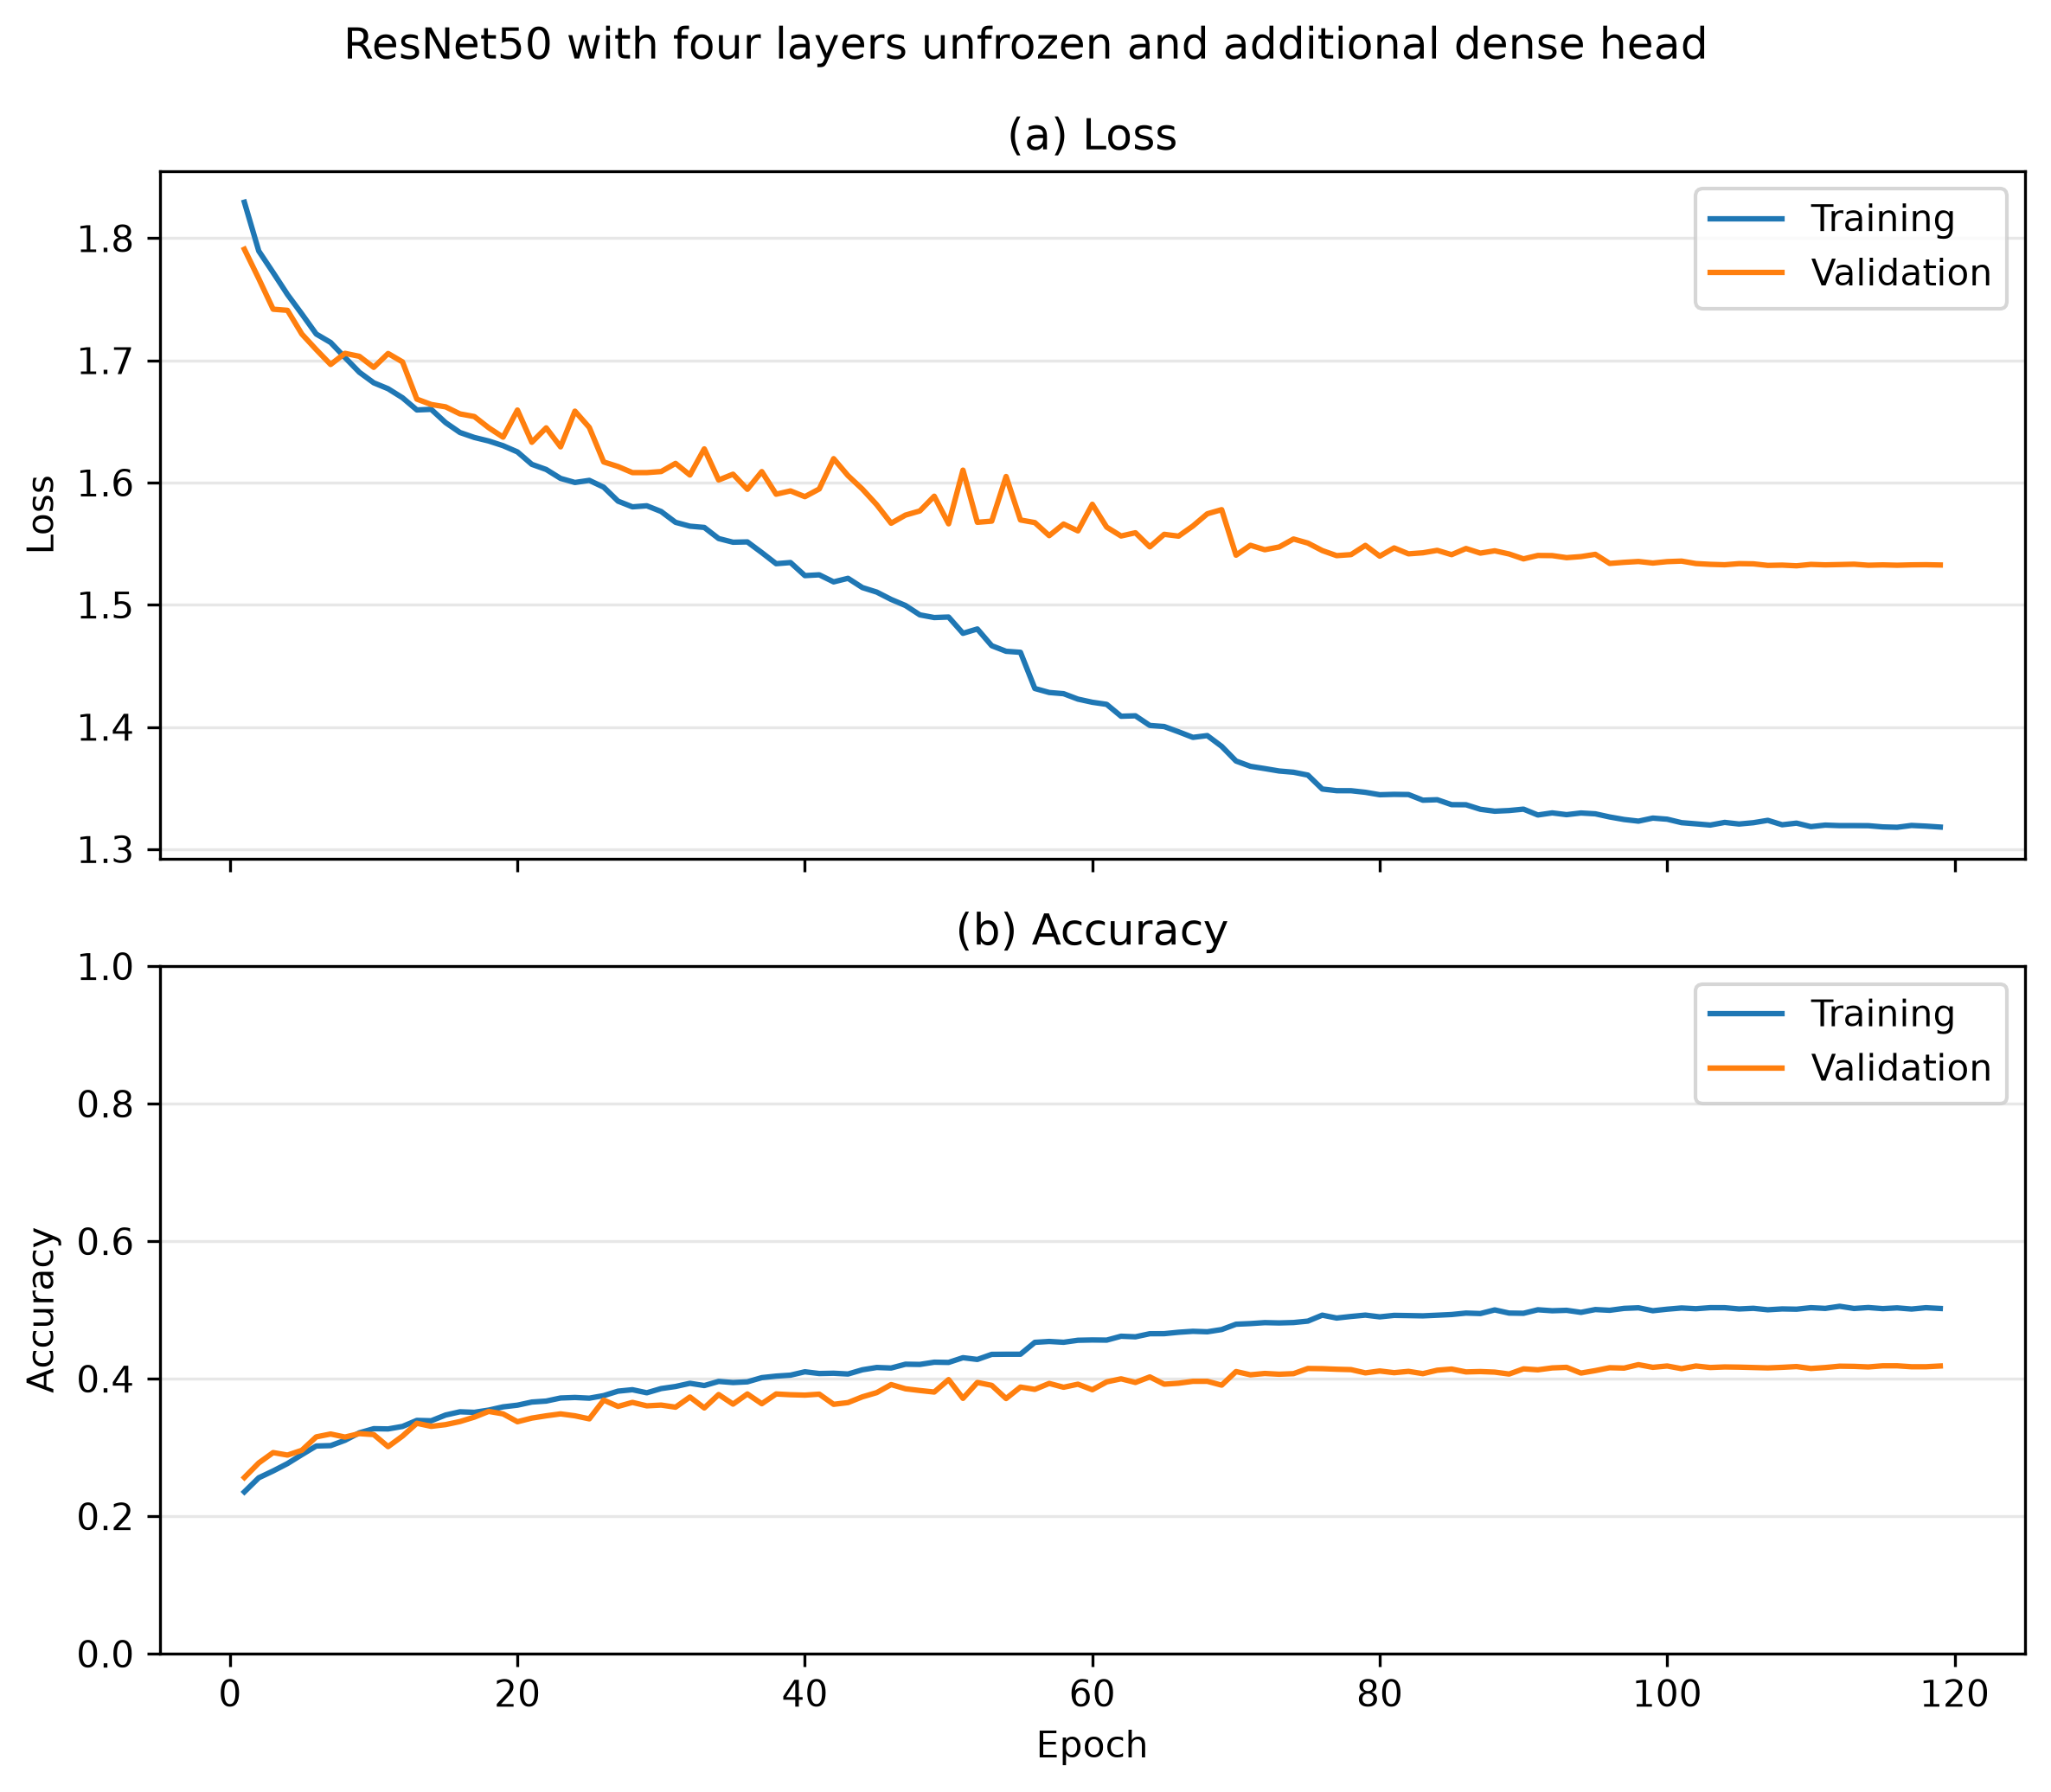 ResNet50 with four layers unfrozen and additional dense head
(a) Loss
Training
Validation
1.8
1.7
1.6
1.5
1.4
1.3
Loss
(b) Accuracy
Training
Validation
1.0
0.8
0.6
0.4
0.2
0.0
Accuracy
0 20 40 60 80 100 120
Epoch